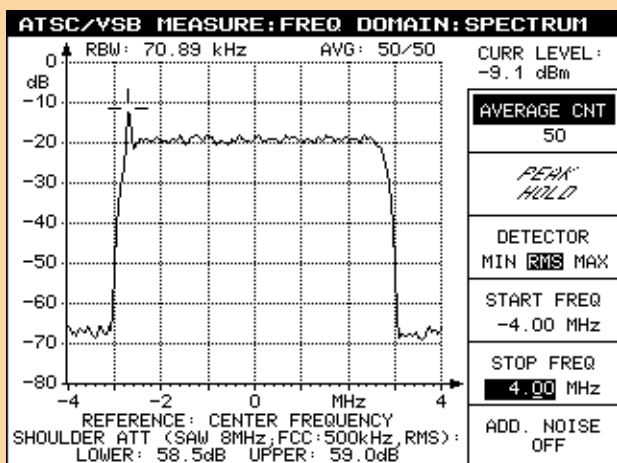 ATSC/VSB MEASURE:FREQ DOMAIN:SPECTRUM
RBW: 70.89 kHz AVG: 50/50
CURR LEVEL:
-9.1 dBm
0
dB
-10
-20
-30
-40
-50
-60
-70
-80
-4 -2 0 MHz 4
REFERENCE: CENTER FREQUENCY
SHOULDER ATT (SAW 8MHz;FCC:500kHz,RMS):
LOWER: 58.5dB UPPER: 59.0dB
AVERAGE CNT
50
PEAK
HOLD
DETECTOR
MIN RMS MAX
START FREQ
-4.00 MHz
STOP FREQ
4.00 MHz
ADD. NOISE
OFF